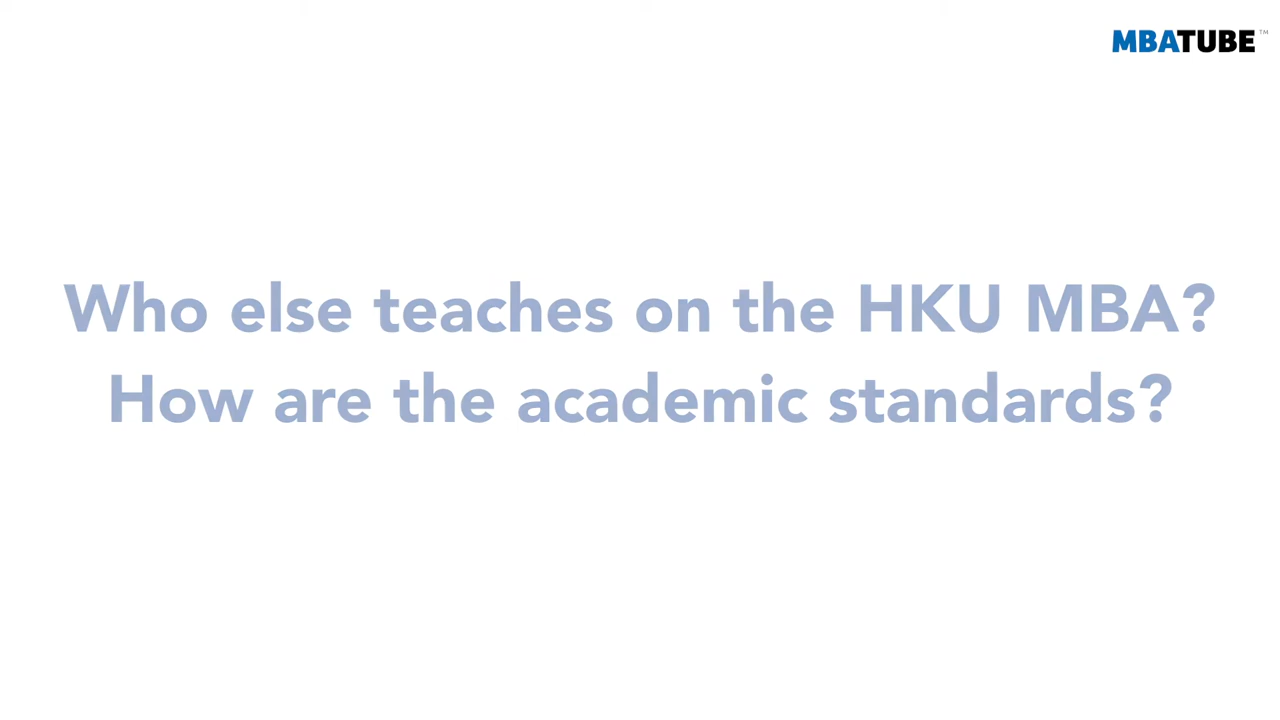 MBATUBE™
Who else teaches on the HKU MBA?
How are the academic standards?